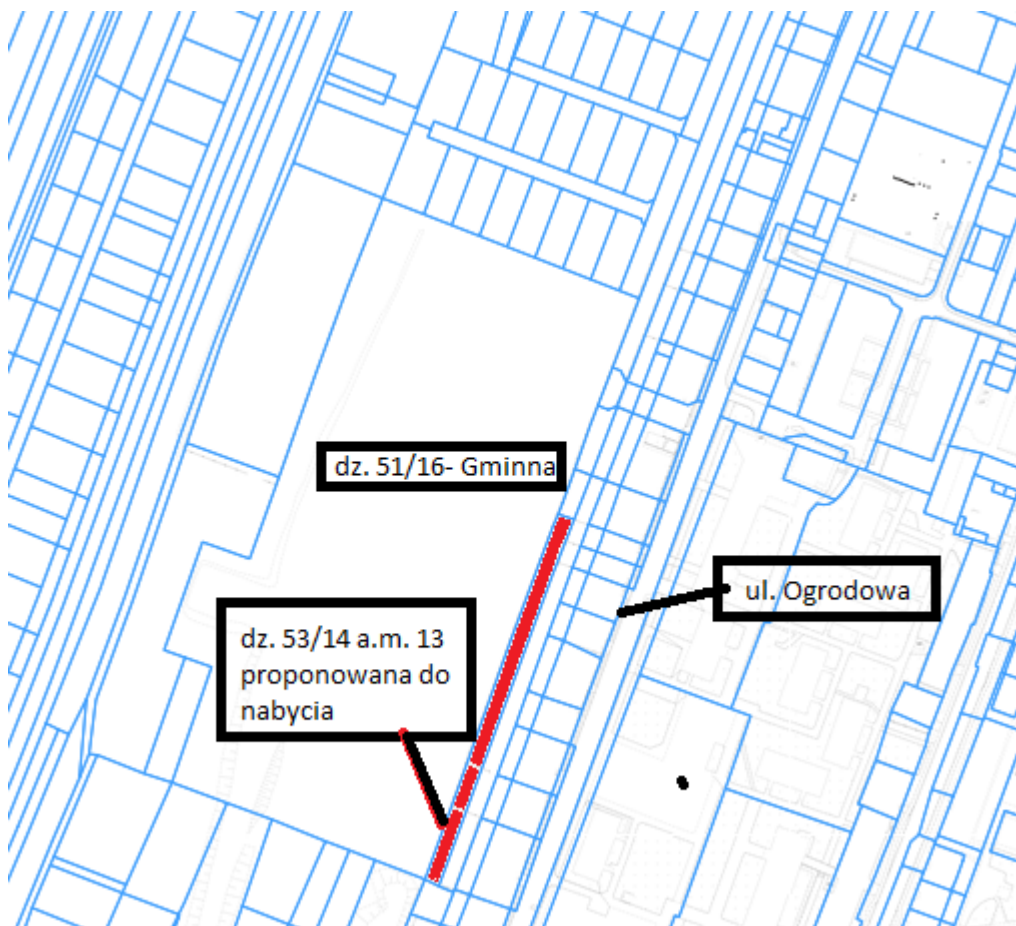 dz. 51/16- Gminna
ul. Ogrodowa
dz. 53/14 a.m. 13
proponowana do
nabycia